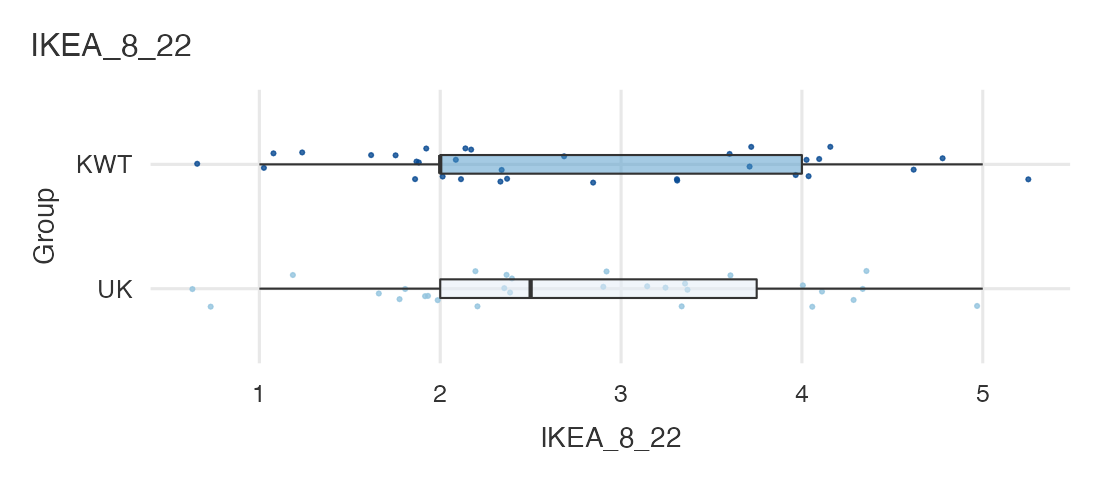 IKEA_8_22
KWT
UK
Group
1 2 3 4 5
IKEA_8_22